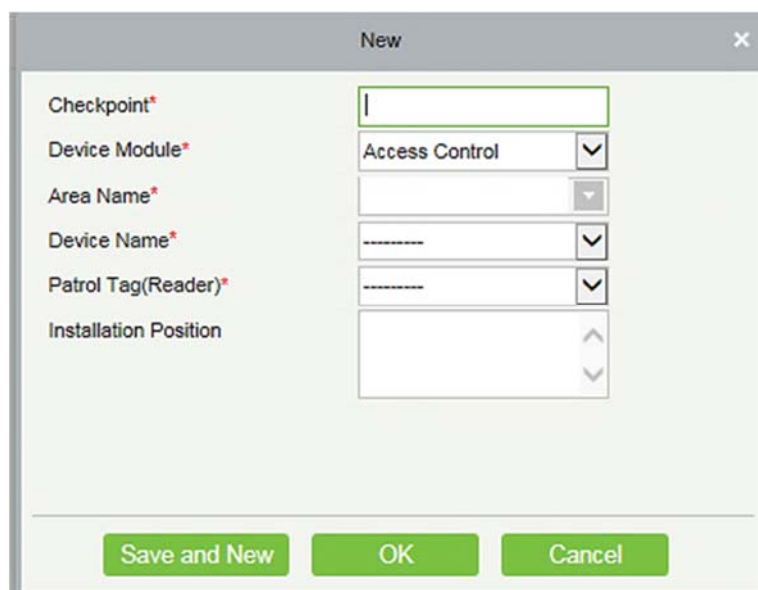 New
Checkpoint*
Device Module* Access Control
Area Name*
Device Name* ---------
Patrol Tag(Reader)* ---------
Installation Position
Save and New OK Cancel